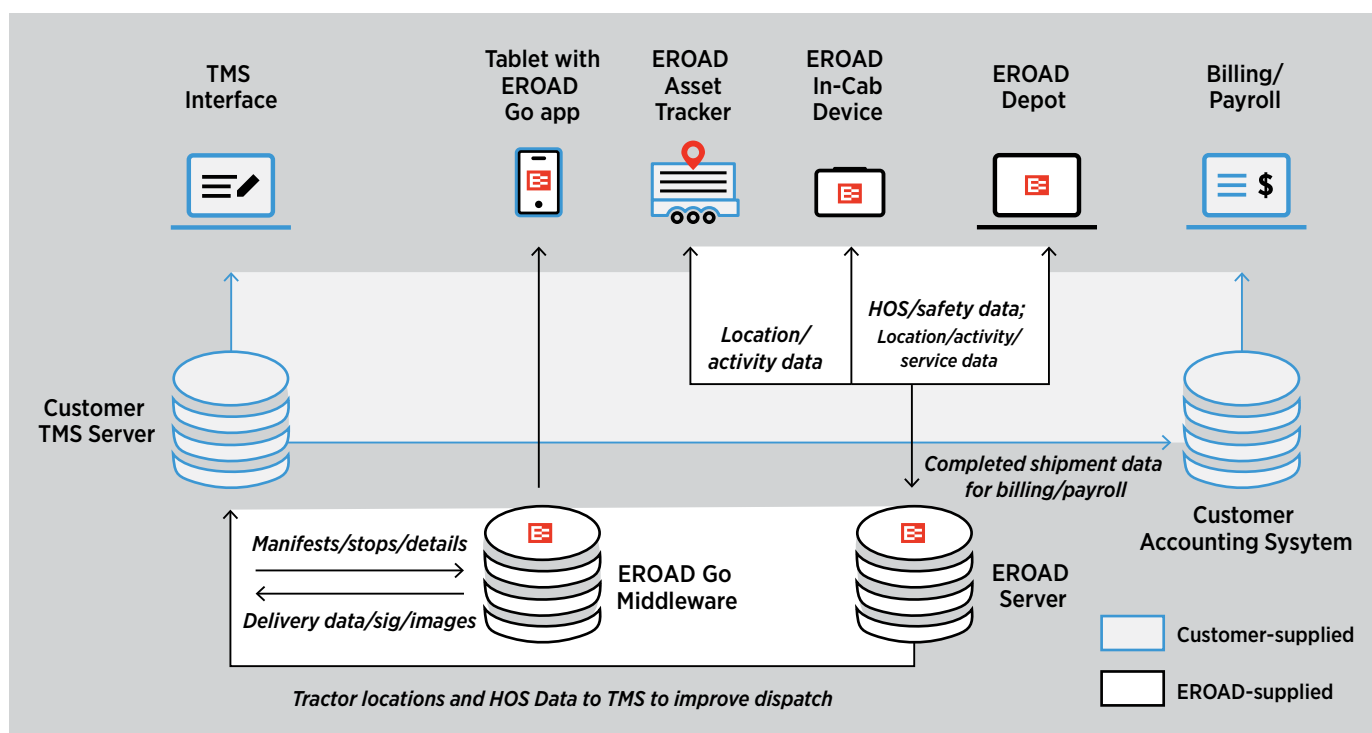 TMS
Interface
Tablet with
EROAD
Go app
EROAD
Asset
Tracker
EROAD
In-Cab
Device
EROAD
Depot
Billing/
Payroll
$
Location/
activity data
HOS/safety data;
Location/activity/
service data
Customer
TMS Server
Completed shipment data
for billing/payroll
Customer
Accounting Sysytem
Manifests/stops/details
Delivery data/sig/images
EROAD Go
Middleware
EROAD
Server
Tractor locations and HOS Data to TMS to improve dispatch
Customer-supplied
EROAD-supplied